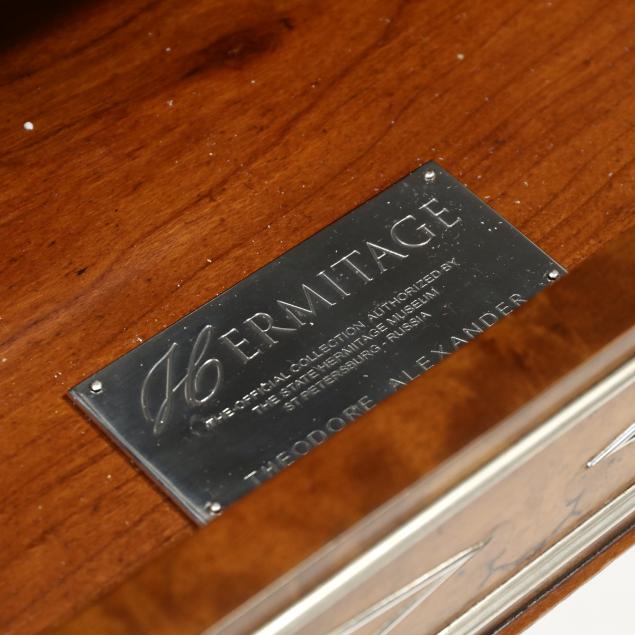 HERMITAGE
THE OFFICIAL COLLECTION AUTHORIZED BY
THE STATE HERMITAGE MUSEUM
ST PETERSBURG - RUSSIA
THEODORE ALEXANDER